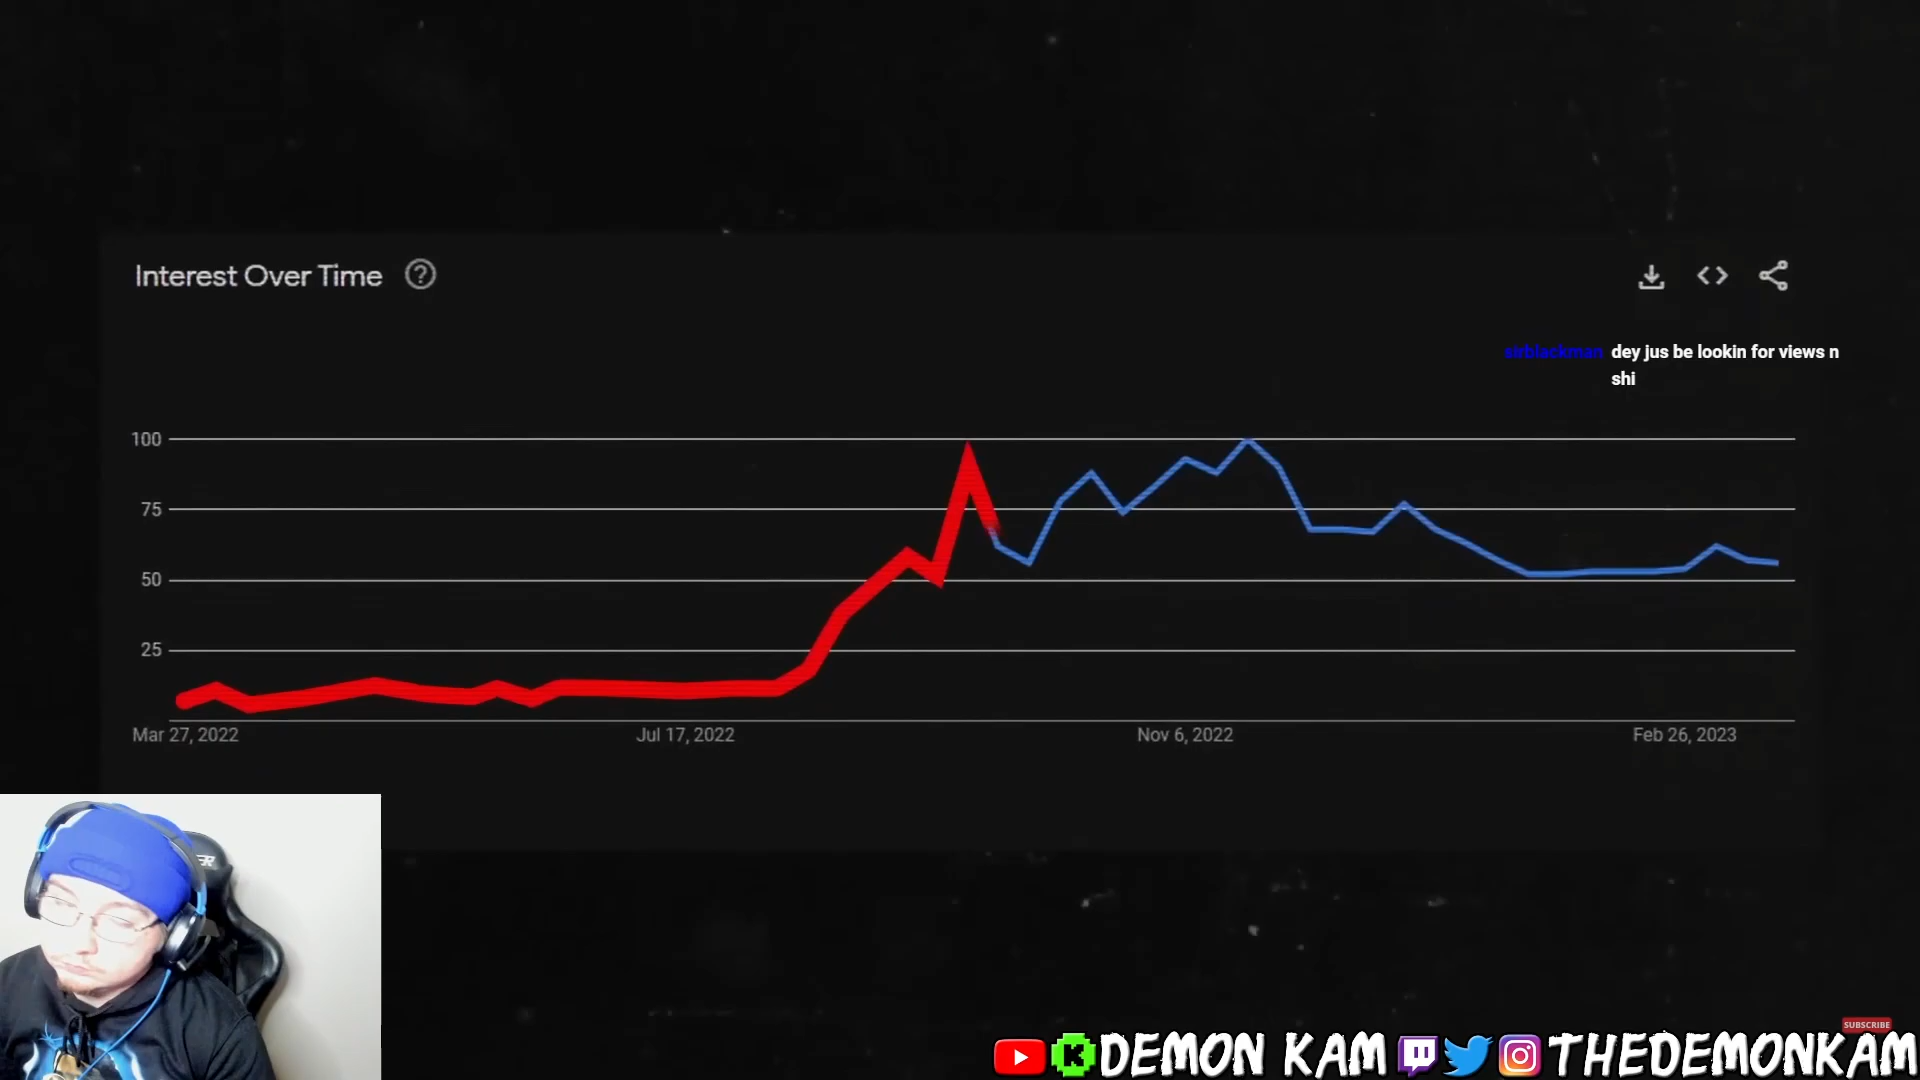 Interest Over Time
sirblackman dey jus be lookin for views n
shi
100
75
50
25
Mar 27, 2022
Jul 17, 2022
Nov 6, 2022
Feb 26, 2023
SUBSCRIBE
DEMON KAM
THEDEMONKAM